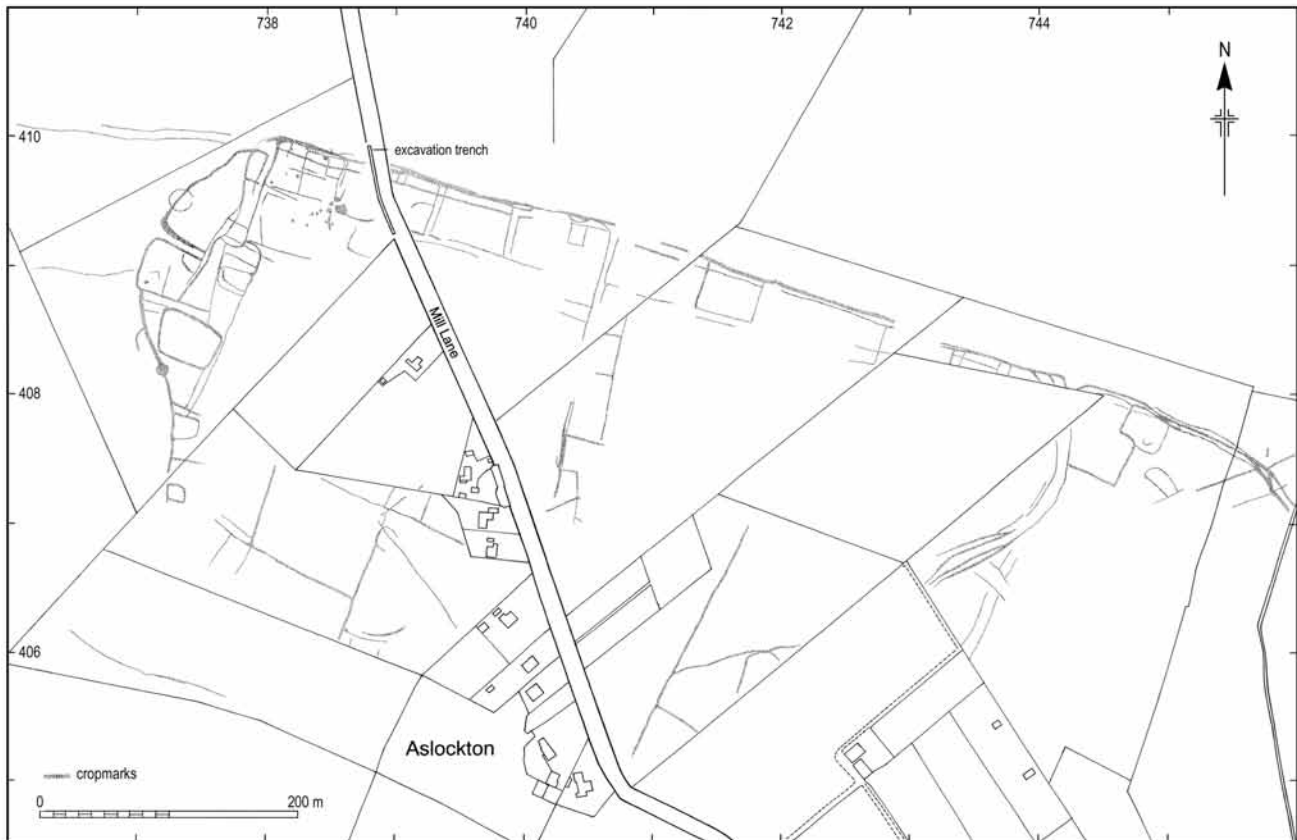 738
740
742
744
N
410
excavation trench
Mill Lane
408
406
Aslockton
cropmarks
0
200 m